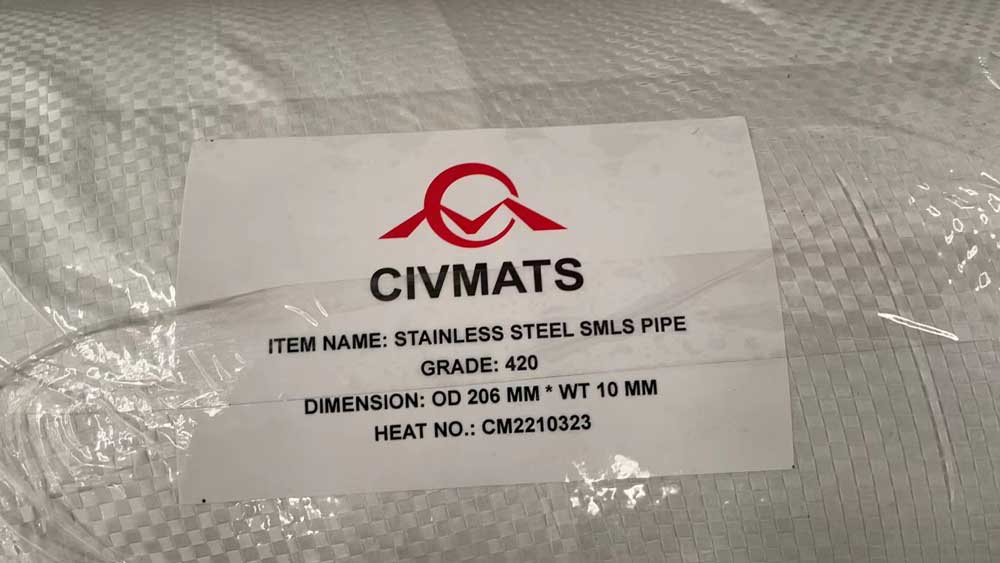 CIVMATS
ITEM NAME: STAINLESS STEEL SMLS PIPE
GRADE: 420
DIMENSION: OD 206 MM * WT 10 MM
HEAT NO.: CM2210323